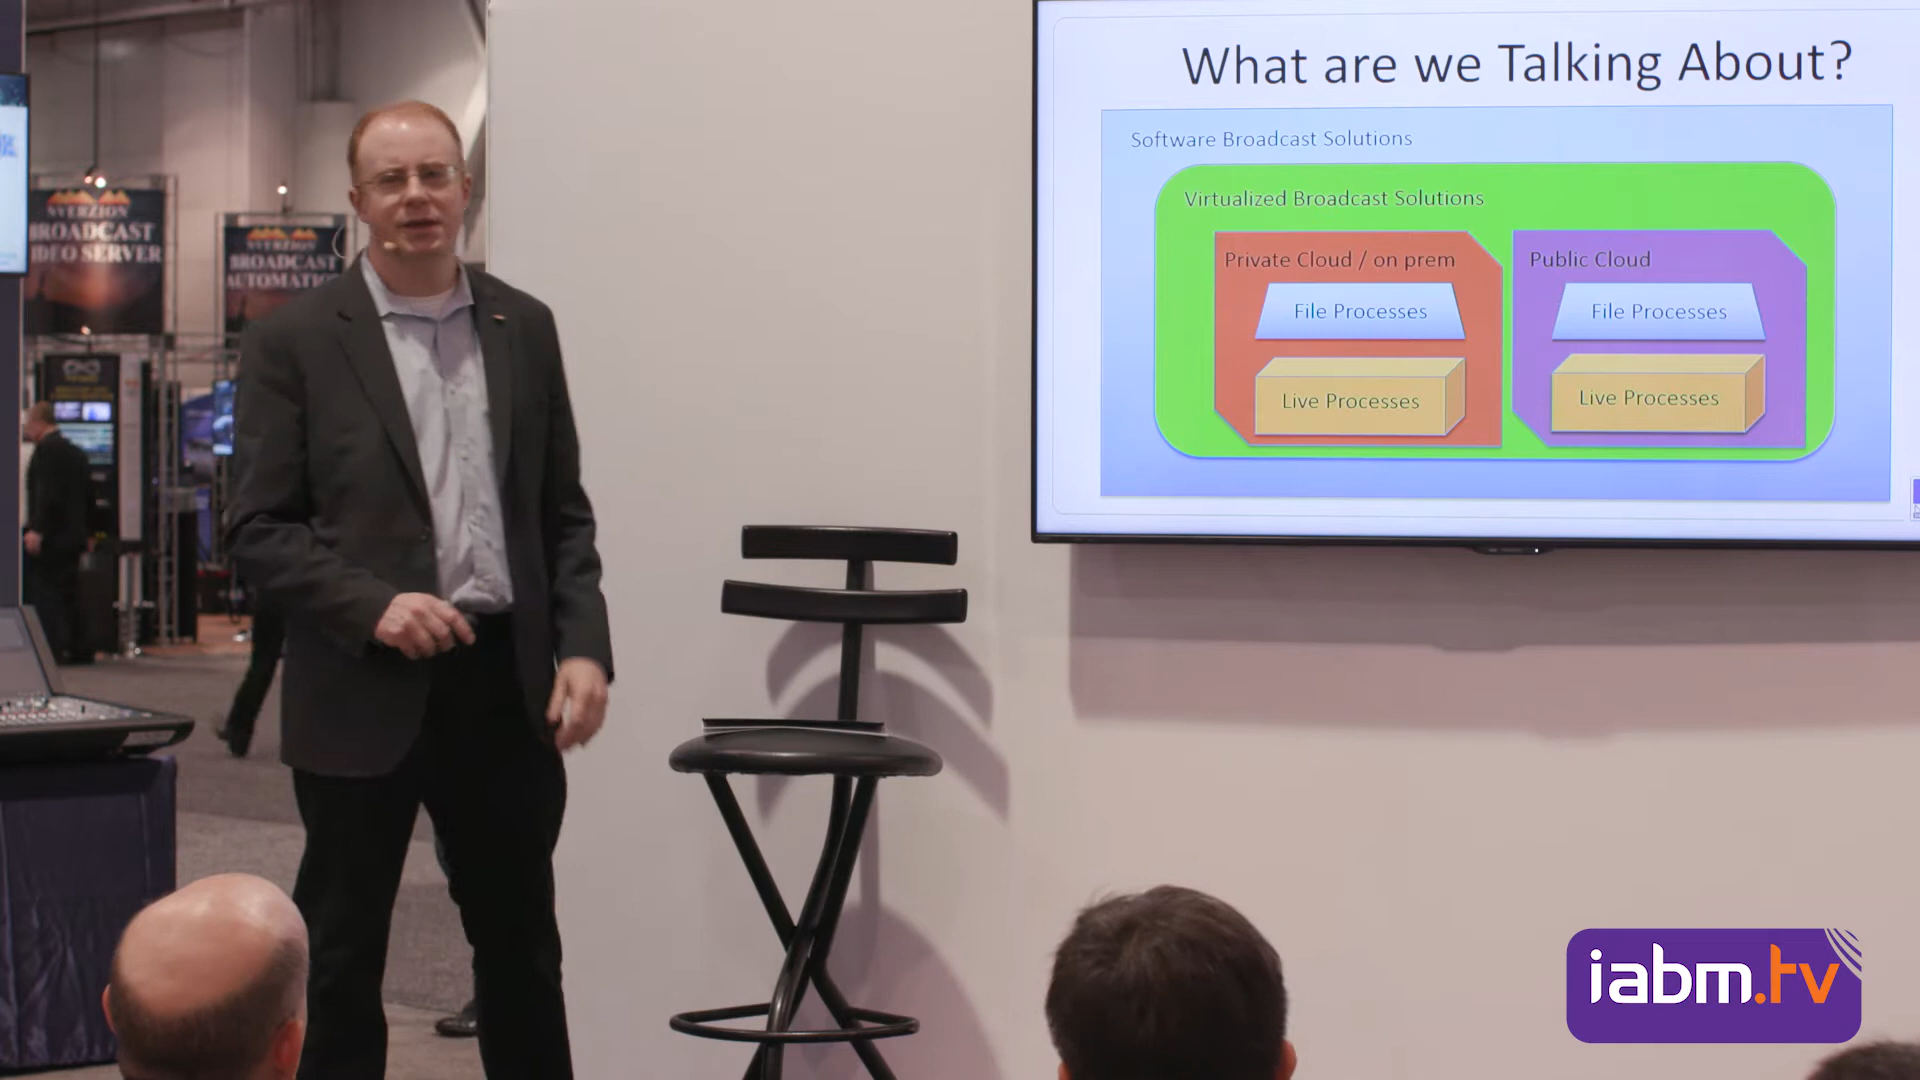 What are we Talking About?
Software Broadcast Solutions
Virtualized Broadcast Solutions
Private Cloud / on prem
Public Cloud
File Processes
File Processes
Live Processes
Live Processes
BROADCAST
BROADCAST
iabm.tv